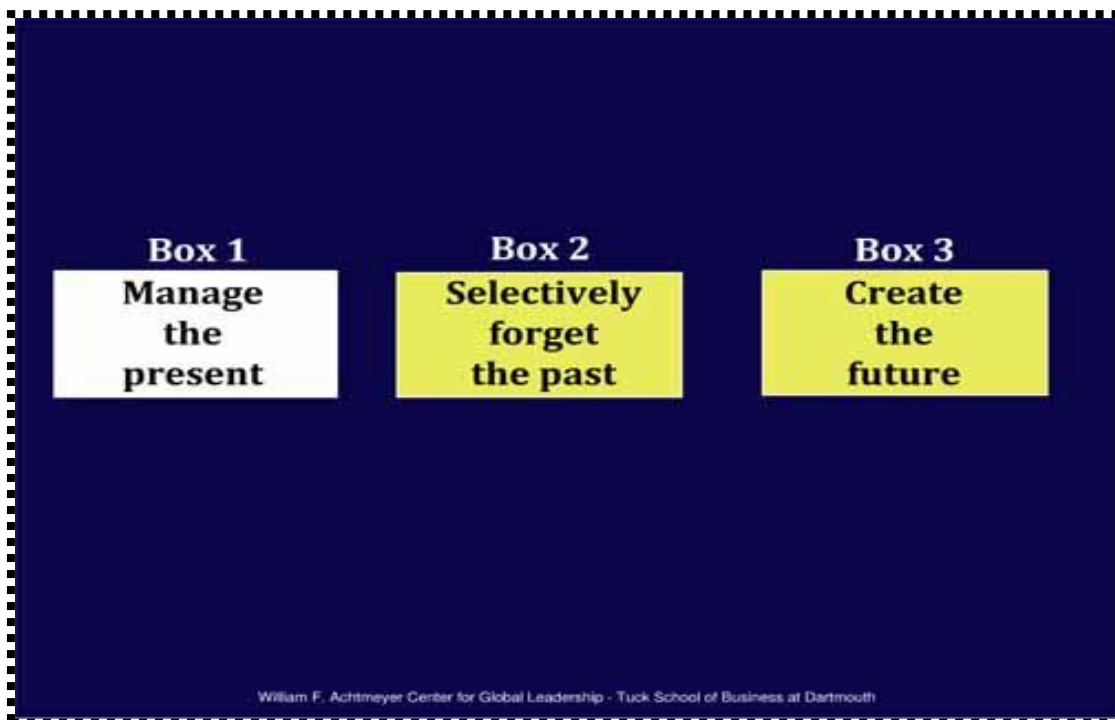 Box 1
Manage
the
present
Box 2
Selectively
forget
the past
Box 3
Create
the
future
William F. Achtmeyer Center for Global Leadership - Tuck School of Business at Dartmouth